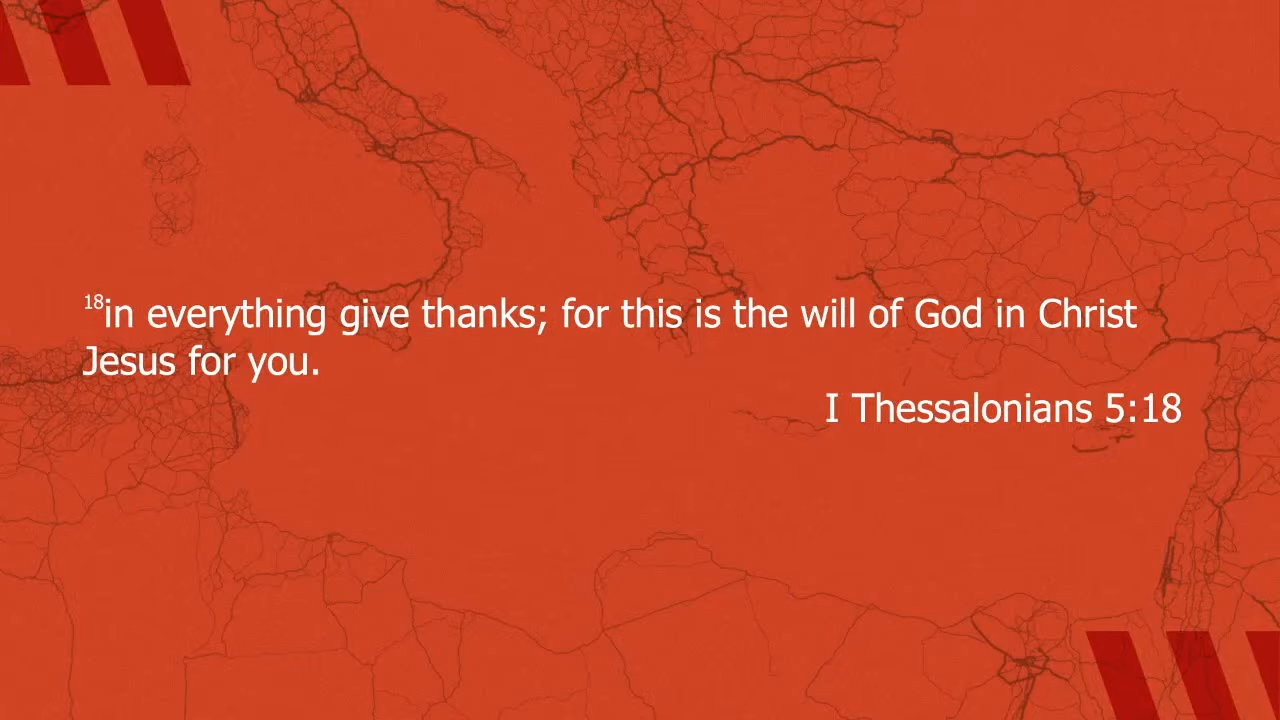 18in everything give thanks; for this is the will of God in Christ
Jesus for you.
I Thessalonians 5:18